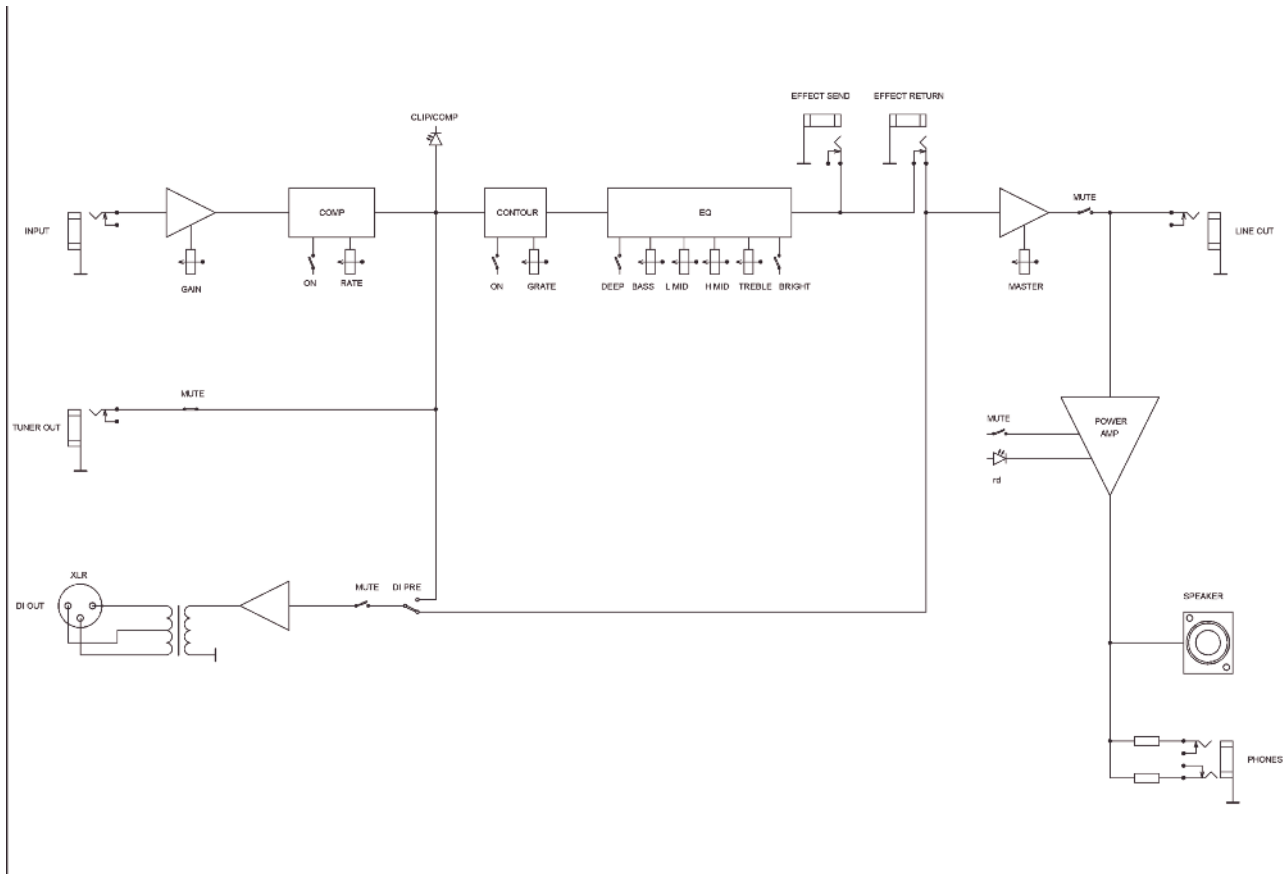 EFFECT SEND
EFFECT RETURN
CLIP/COMP
INPUT
GAIN
COMP
ON
RATE
CONTOUR
ON
GRATE
EQ
DEEP
BASS
L MID
H MID
TREBLE
BRIGHT
MASTER
MUTE
LINE OUT
TUNER OUT
MUTE
MUTE
POWER
AMP
rd
XLR
DI OUT
MUTE
DI PRE
SPEAKER
PHONES